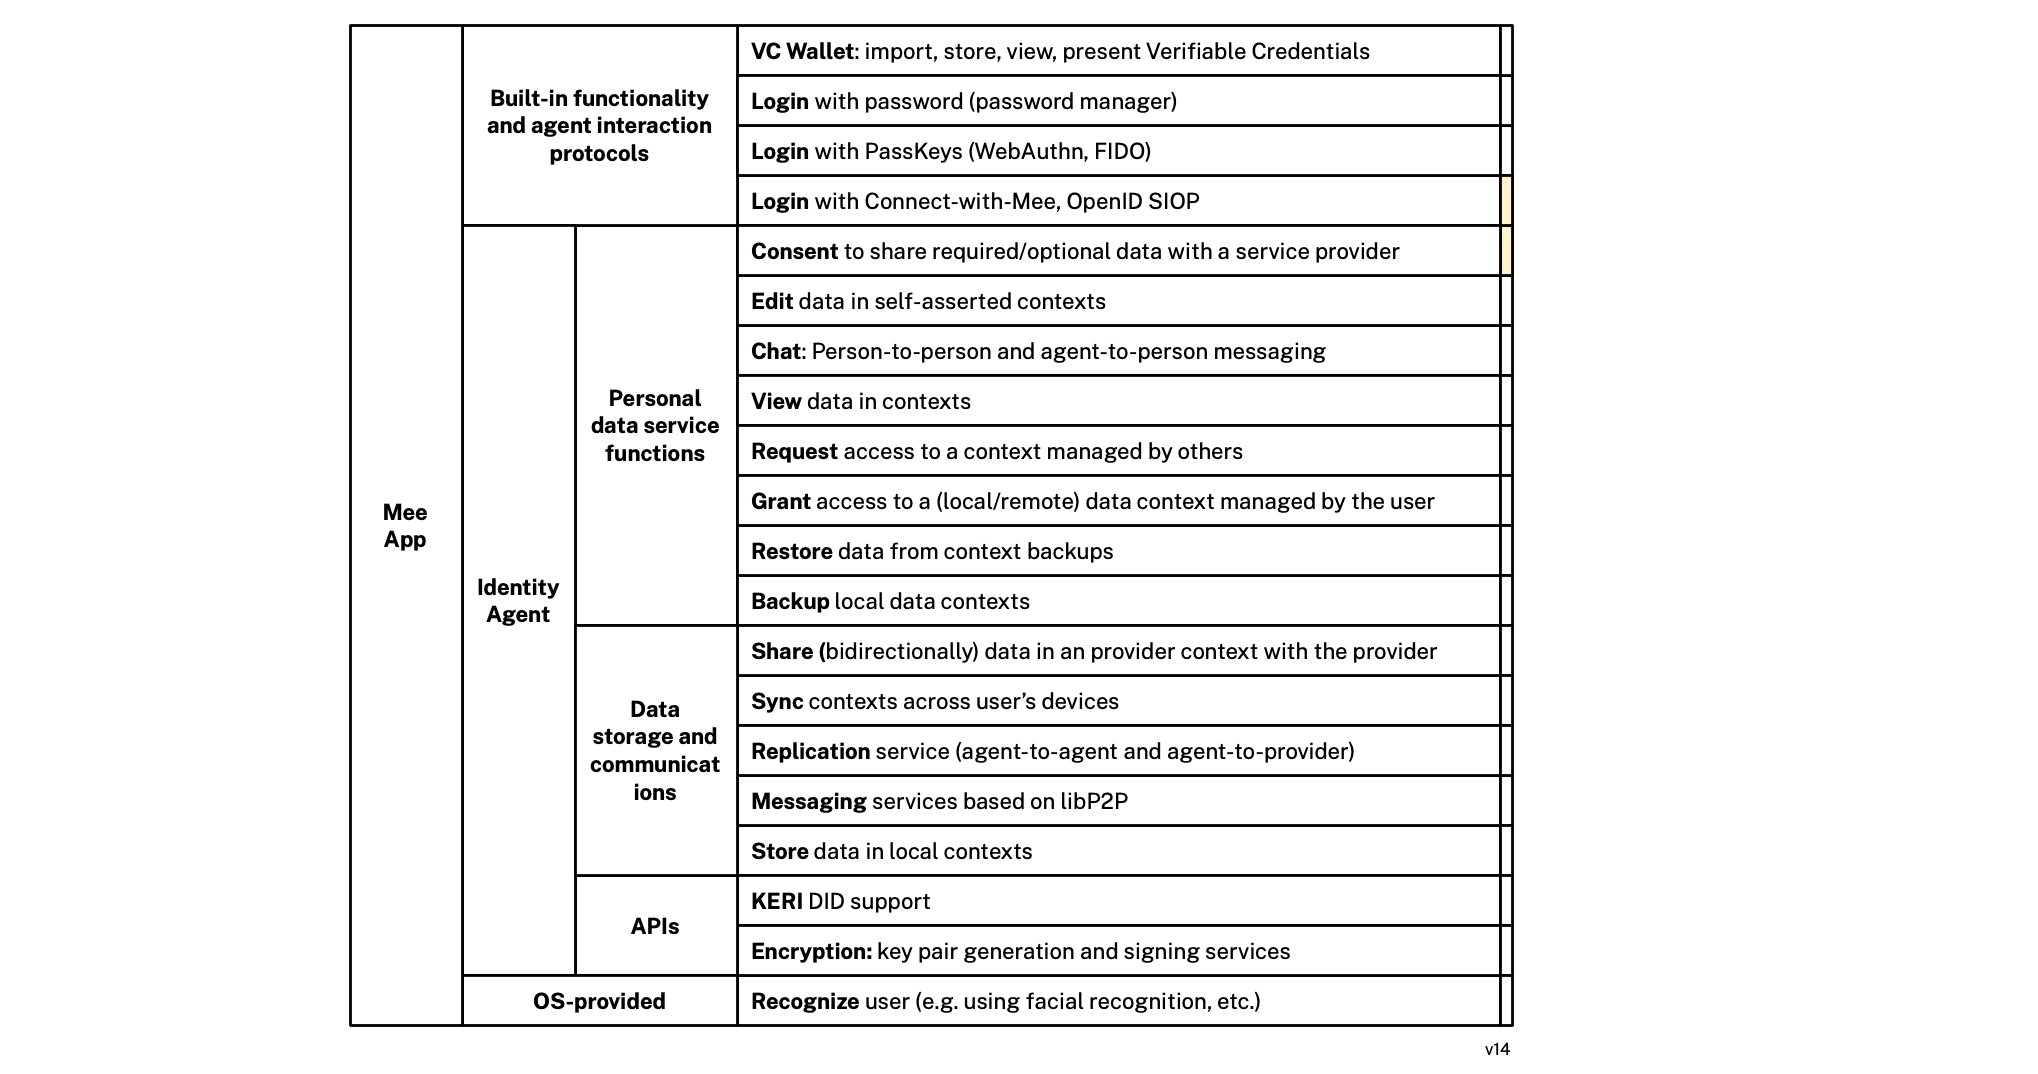 Mee
App
Built-in functionality
and agent interaction
protocols
VC Wallet: import, store, view, present Verifiable Credentials
Login with password (password manager)
Login with PassKeys (WebAuthn, FIDO)
Login with Connect-with-Mee, OpenID SIOP
Identity
Agent
Personal
data service
functions
Consent to share required/optional data with a service provider
Edit data in self-asserted contexts
Chat: Person-to-person and agent-to-person messaging
View data in contexts
Request access to a context managed by others
Grant access to a (local/remote) data context managed by the user
Restore data from context backups
Backup local data contexts
Data
storage and
communicat
ions
Share (bidirectionally) data in an provider context with the provider
Sync contexts across user’s devices
Replication service (agent-to-agent and agent-to-provider)
Messaging services based on libP2P
Store data in local contexts
APIs
KERI DID support
Encryption: key pair generation and signing services
OS-provided
Recognize user (e.g. using facial recognition, etc.)
v14